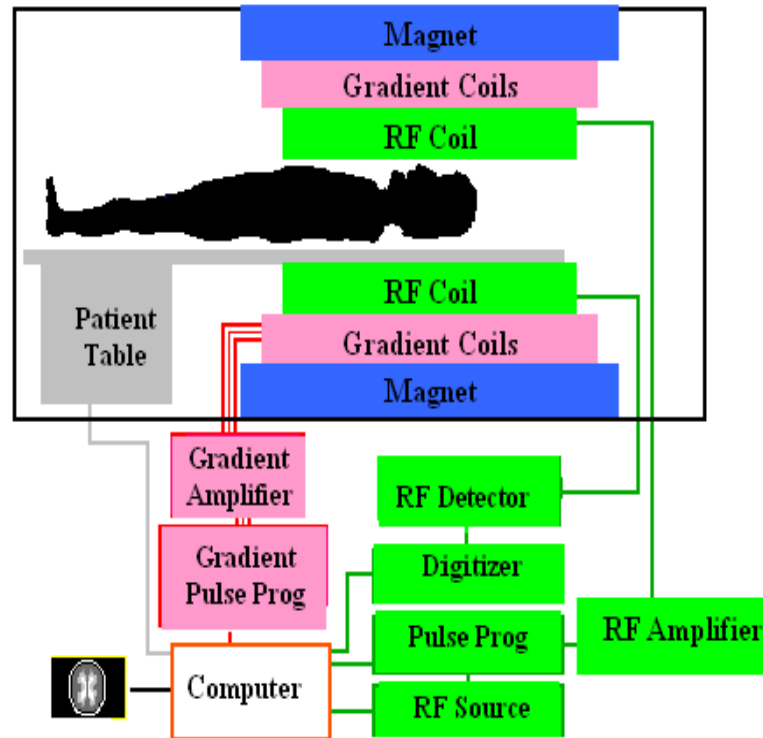 Magnet
Gradient Coils
RF Coil
RF Coil
Patient
Table
Gradient Coils
Magnet
Gradient
Amplifier
RF Detector
Gradient
Pulse Prog
Digitizer
Pulse Prog
RF Amplifier
Computer
RF Source